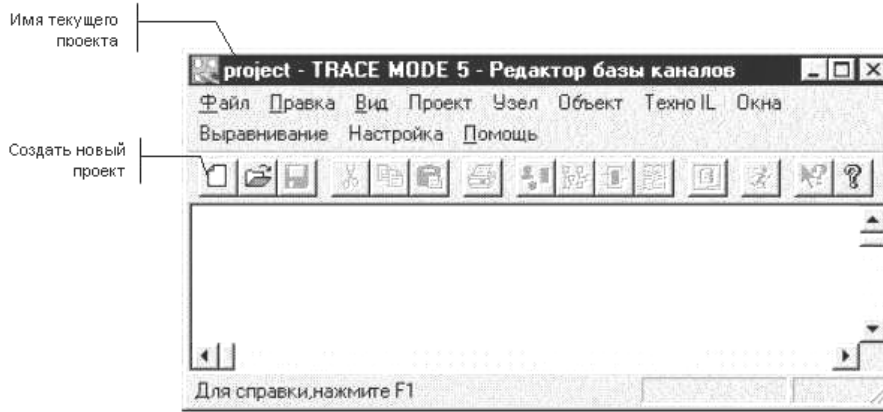 Имя текущего
проекта
project - TRACE MODE 5 - Редактор базы каналов
Файл Правка Вид Проект Узел Объект Техно IL Окна
Выравнивание Настройка Помощь
Создать новый
проект
Для справки,нажмите F1